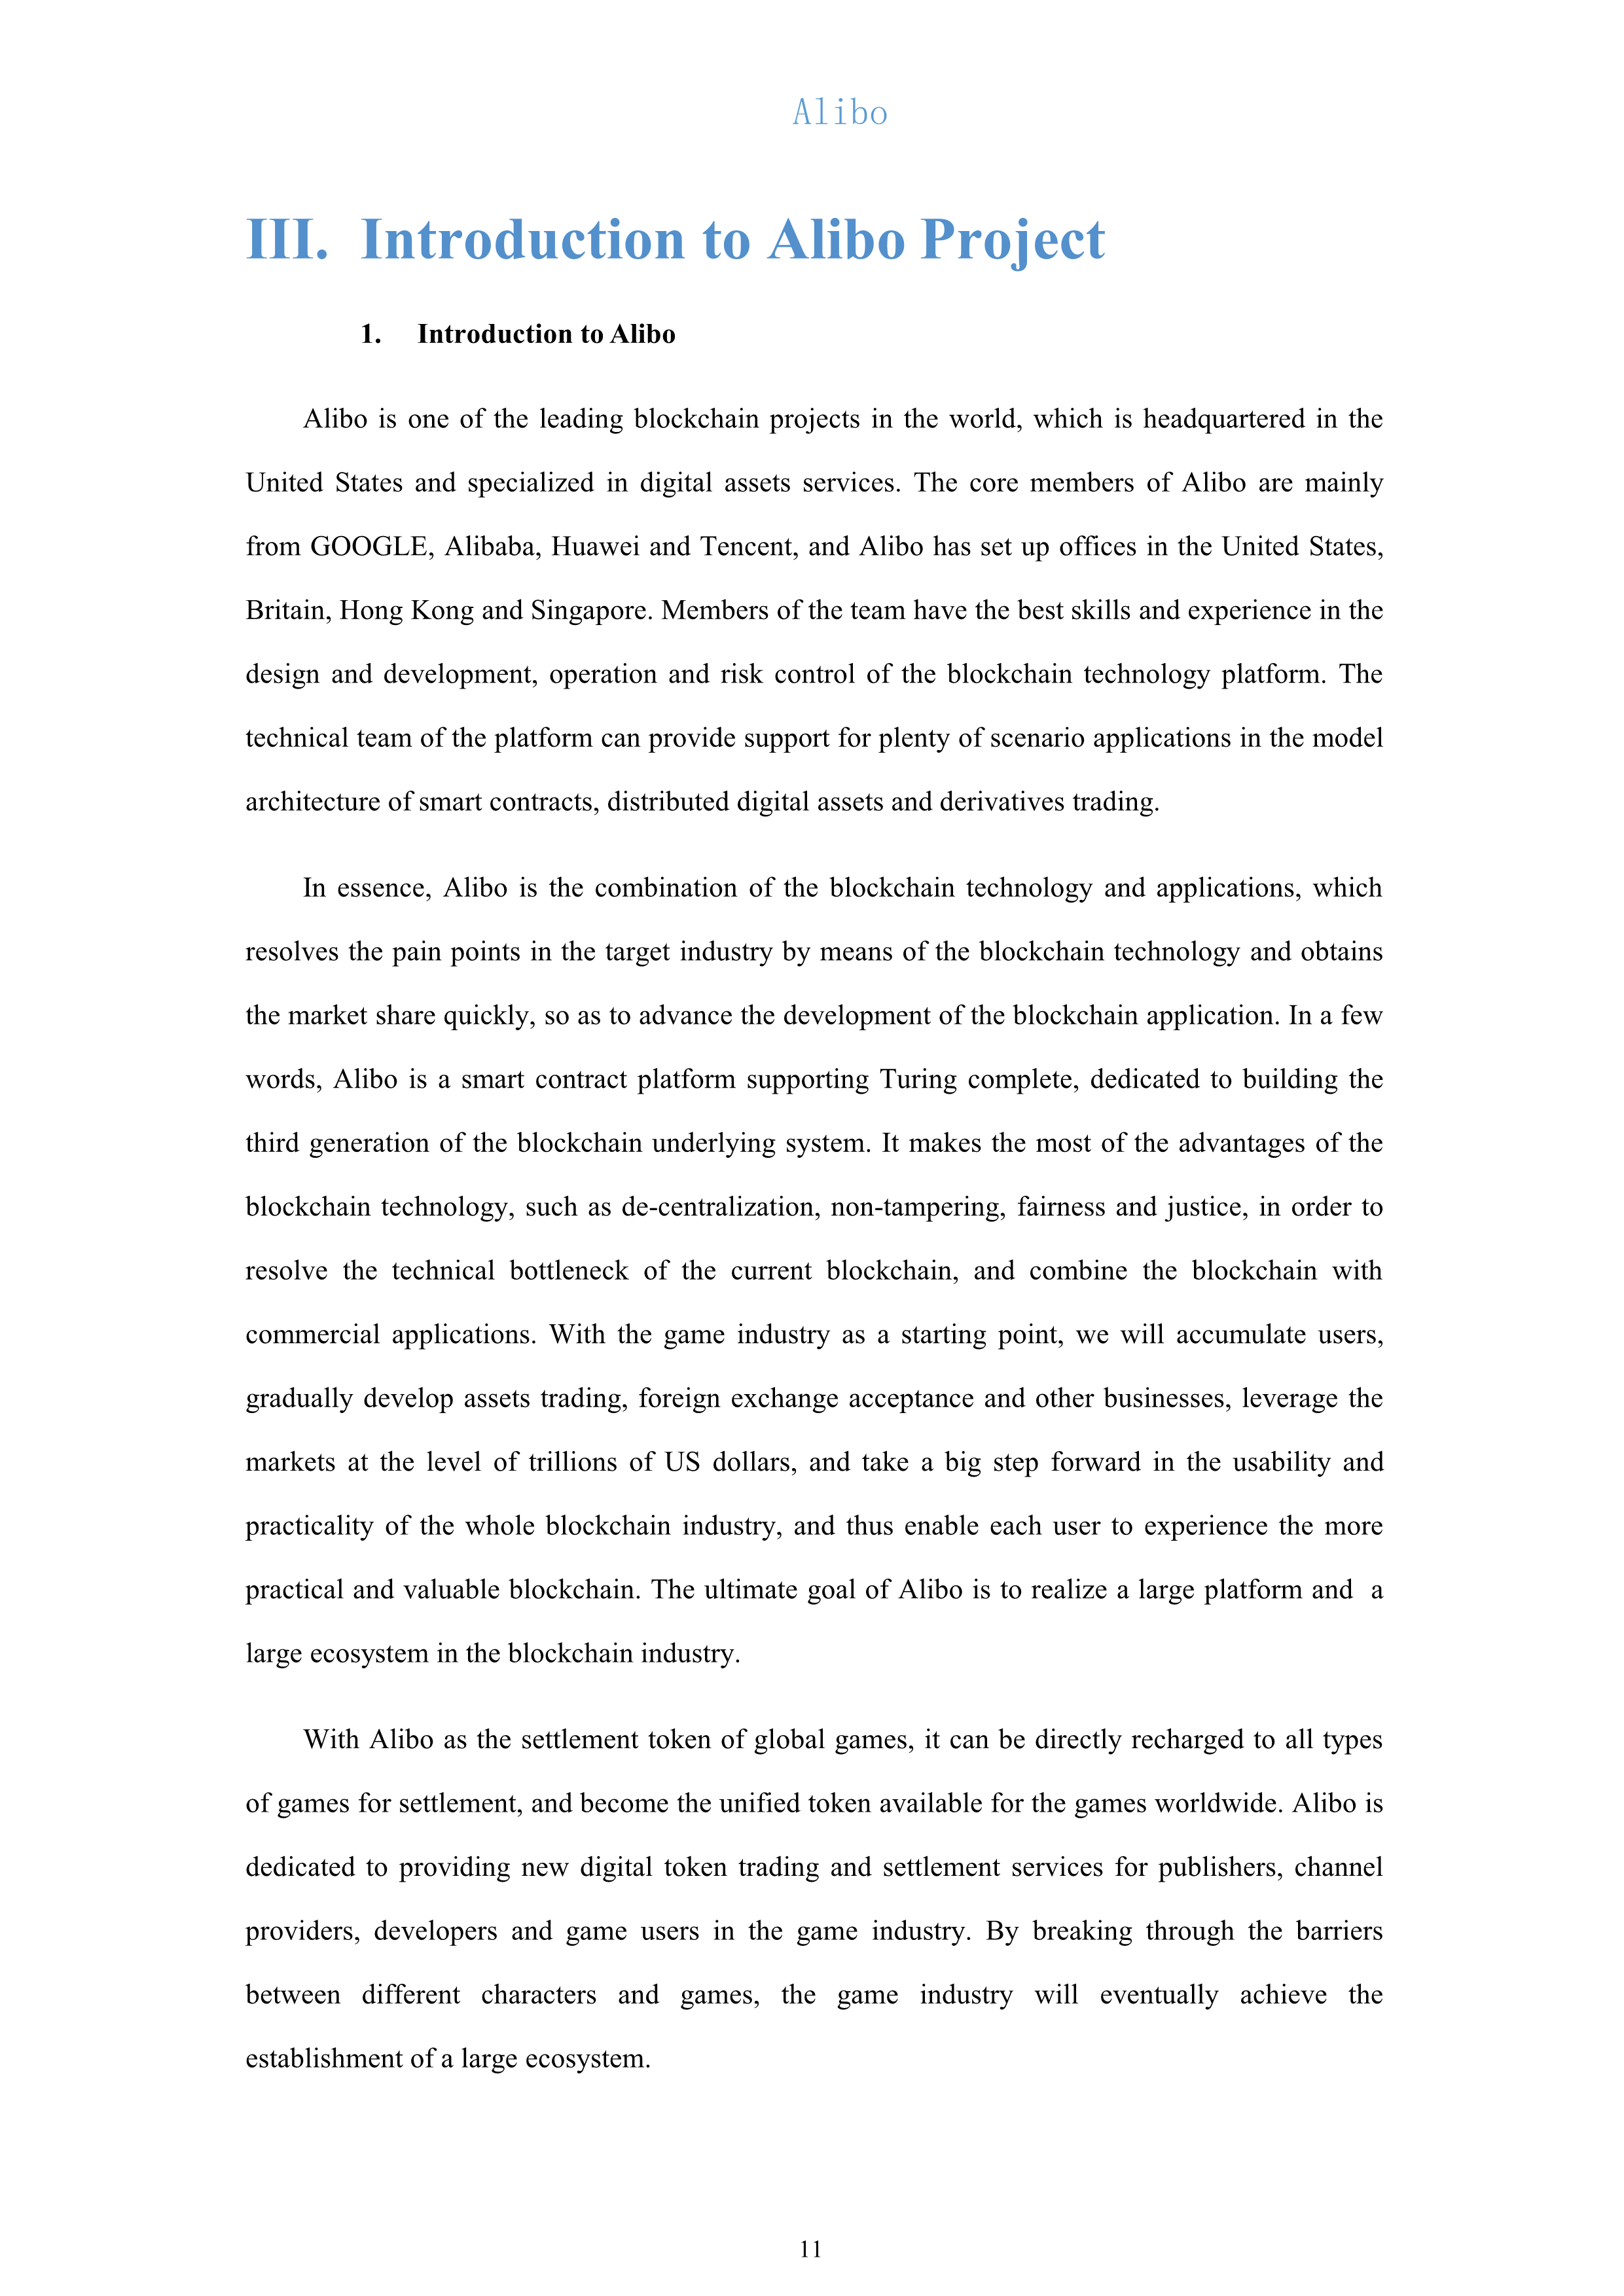 Alibo
III. Introduction to Alibo Project
1. Introduction to Alibo
Alibo is one of the leading blockchain projects in the world, which is headquartered in the
United States and specialized in digital assets services. The core members of Alibo are mainly
from GOOGLE, Alibaba, Huawei and Tencent, and Alibo has set up offices in the United States,
Britain, Hong Kong and Singapore. Members of the team have the best skills and experience in the
design and development, operation and risk control of the blockchain technology platform. The
technical team of the platform can provide support for plenty of scenario applications in the model
architecture of smart contracts, distributed digital assets and derivatives trading.
In essence, Alibo is the combination of the blockchain technology and applications, which
resolves the pain points in the target industry by means of the blockchain technology and obtains
the market share quickly, so as to advance the development of the blockchain application. In a few
words, Alibo is a smart contract platform supporting Turing complete, dedicated to building the
third generation of the blockchain underlying system. It makes the most of the advantages of the
blockchain technology, such as de-centralization, non-tampering, fairness and justice, in order to
resolve the technical bottleneck of the current blockchain, and combine the blockchain with
commercial applications. With the game industry as a starting point, we will accumulate users,
gradually develop assets trading, foreign exchange acceptance and other businesses, leverage the
markets at the level of trillions of US dollars, and take a big step forward in the usability and
practicality of the whole blockchain industry, and thus enable each user to experience the more
practical and valuable blockchain. The ultimate goal of Alibo is to realize a large platform and a
large ecosystem in the blockchain industry.
With Alibo as the settlement token of global games, it can be directly recharged to all types
of games for settlement, and become the unified token available for the games worldwide. Alibo is
dedicated to providing new digital token trading and settlement services for publishers, channel
providers, developers and game users in the game industry. By breaking through the barriers
between different characters and games, the game industry will eventually achieve the
establishment of a large ecosystem.
11